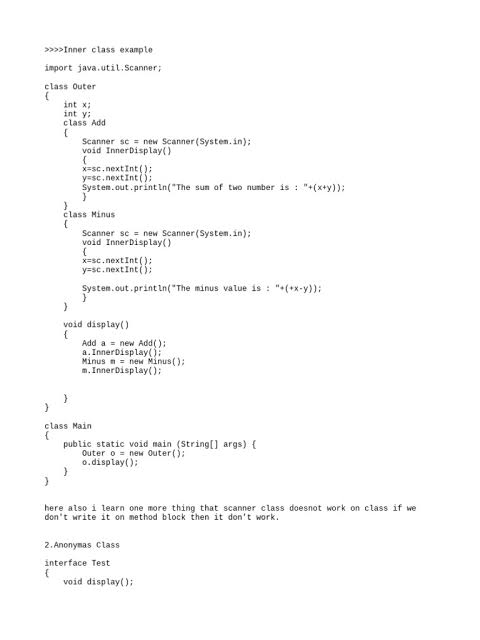 >>>>Inner class example
import java.util.Scanner;
class Outer
{
    int x;
    int y;
    class Add
    {
        Scanner sc = new Scanner(System.in);
        void InnerDisplay()
        {
        x=sc.nextInt();
        y=sc.nextInt();
        System.out.println("The sum of two number is : "+(x+y));
        }
    }
    class Minus
    {
        Scanner sc = new Scanner(System.in);
        void InnerDisplay()
        {
        x=sc.nextInt();
        y=sc.nextInt();
        System.out.println("The minus value is : "+(+x-y));
        }
    }
    void display()
    {
        Add a = new Add();
        a.InnerDisplay();
        Minus m = new Minus();
        m.InnerDisplay();
    }
}
class Main
{
    public static void main (String[] args) {
        Outer o = new Outer();
        o.display();
    }
}
here also i learn one more thing that scanner class doesnot work on class if we
don't write it on method block then it don't work.
2.Anonymas Class
interface Test
{
    void display();